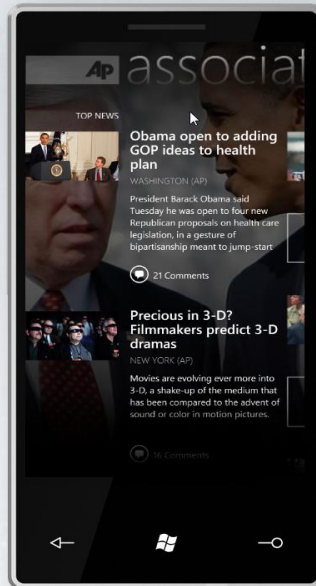 AP associat
TOP NEWS
Obama open to adding
GOP ideas to health
plan
WASHINGTON (AP)
President Barack Obama said
Tuesday he was open to four new
Republican proposals on health care
legislation, in a gesture of
bipartisanship meant to jump-start
21 Comments
Precious in 3-D?
Filmmakers predict 3-D
dramas
NEW YORK (AP)
Movies are evolving ever more into
3-D, a shake-up of the medium that
has been compared to the advent of
sound or color in motion pictures.
16 Comments